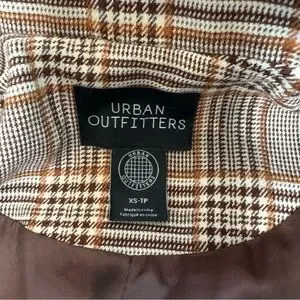 URBAN
OUTFITTERS
URBAN
OUTFITTERS
XS-TP
Made in china
Fabriqué en chine